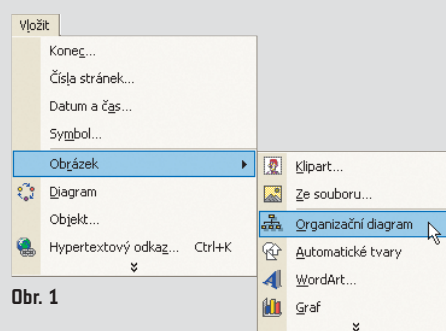 Vložit
Konec...
Čísla stránek...
Datum a čas...
Symbol...
Obrázek
Diagram
Objekt...
Hypertextový odkaz... Ctrl+K
Klipart...
Ze souboru...
Organizační diagram
Automatické tvary
WordArt...
Graf
Obr. 1